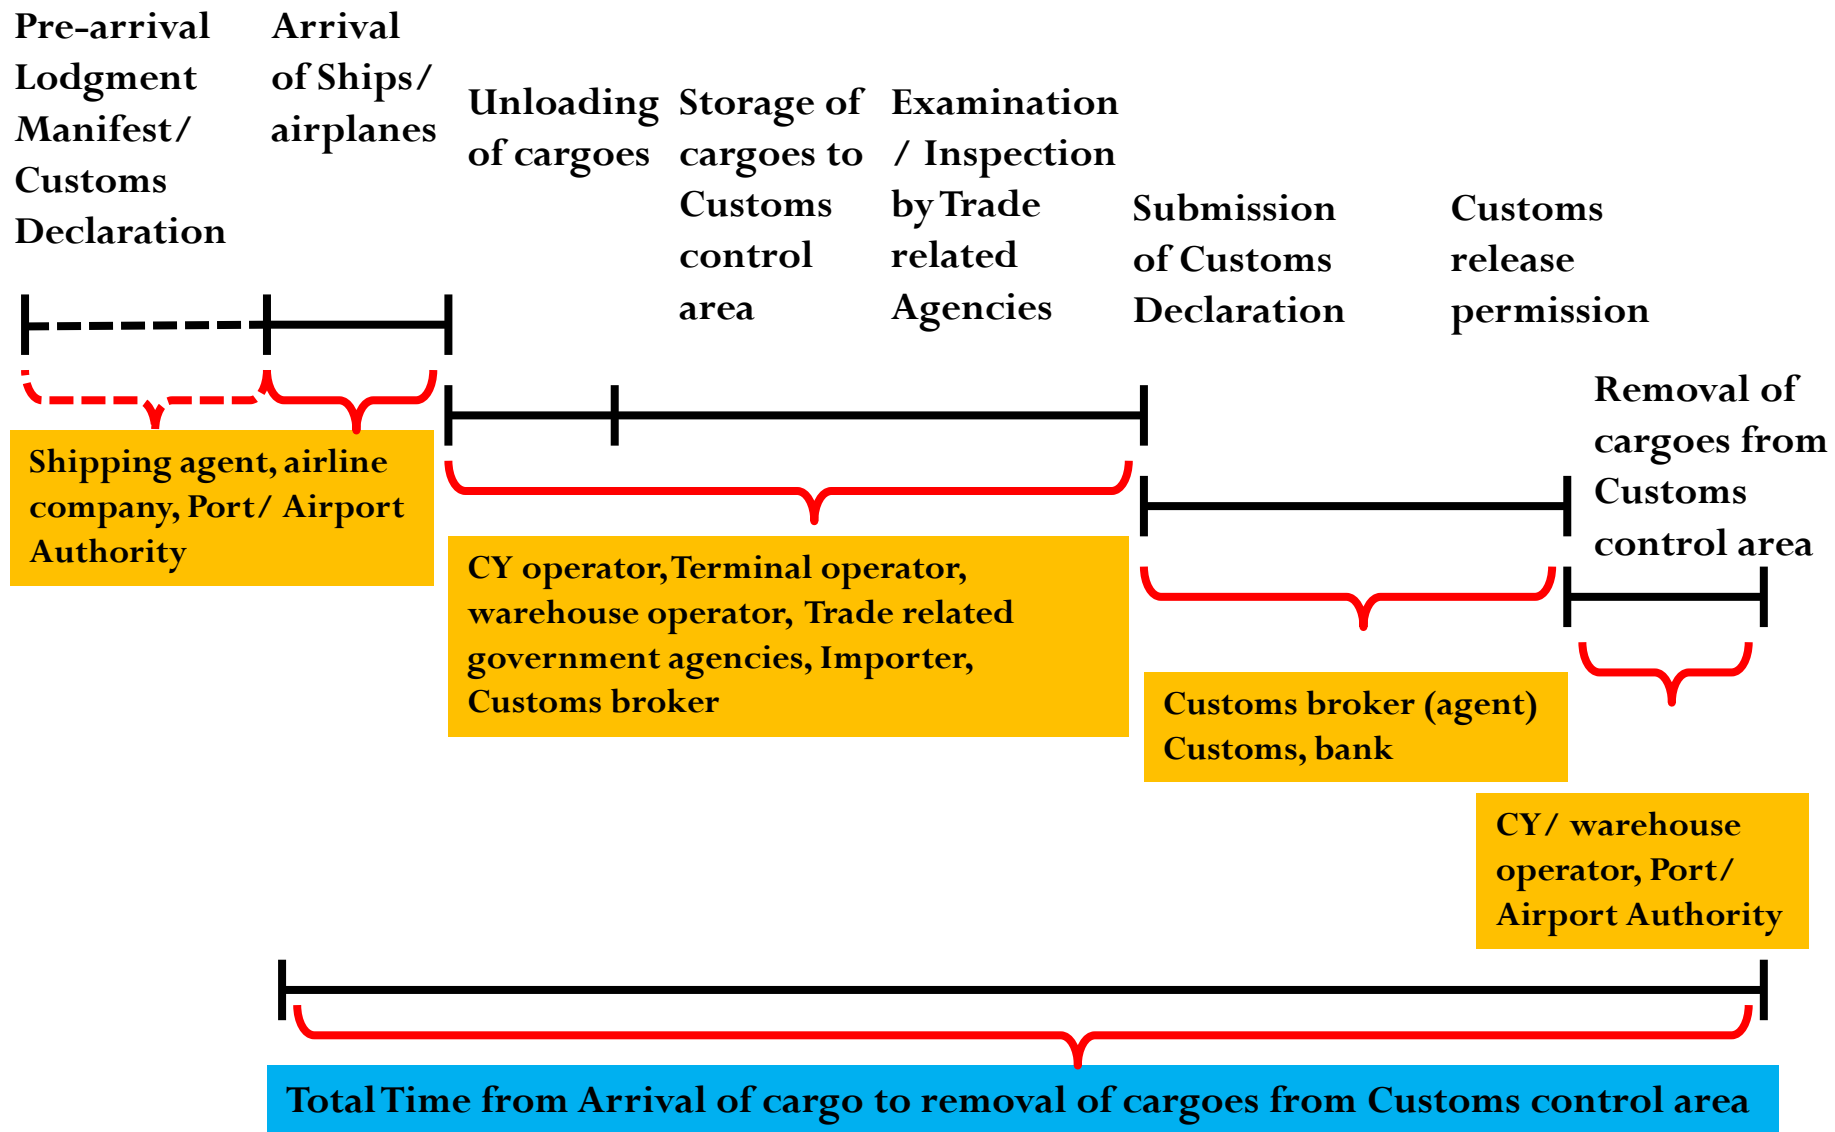 Pre-arrival
Lodgment
Manifest/
Customs
Declaration
Arrival
of Ships/
airplanes
Unloading
of cargoes
Storage of
cargoes to
Customs
control
area
Examination
/ Inspection
by Trade
related
Agencies
Submission
of Customs
Declaration
Customs
release
permission
Removal of
cargoes from
Customs
control area
Shipping agent, airline
company, Port/ Airport
Authority
CY operator, Terminal operator,
warehouse operator, Trade related
government agencies, Importer,
Customs broker
Customs broker (agent)
Customs, bank
CY/ warehouse
operator, Port/
Airport Authority
Total Time from Arrival of cargo to removal of cargoes from Customs control area